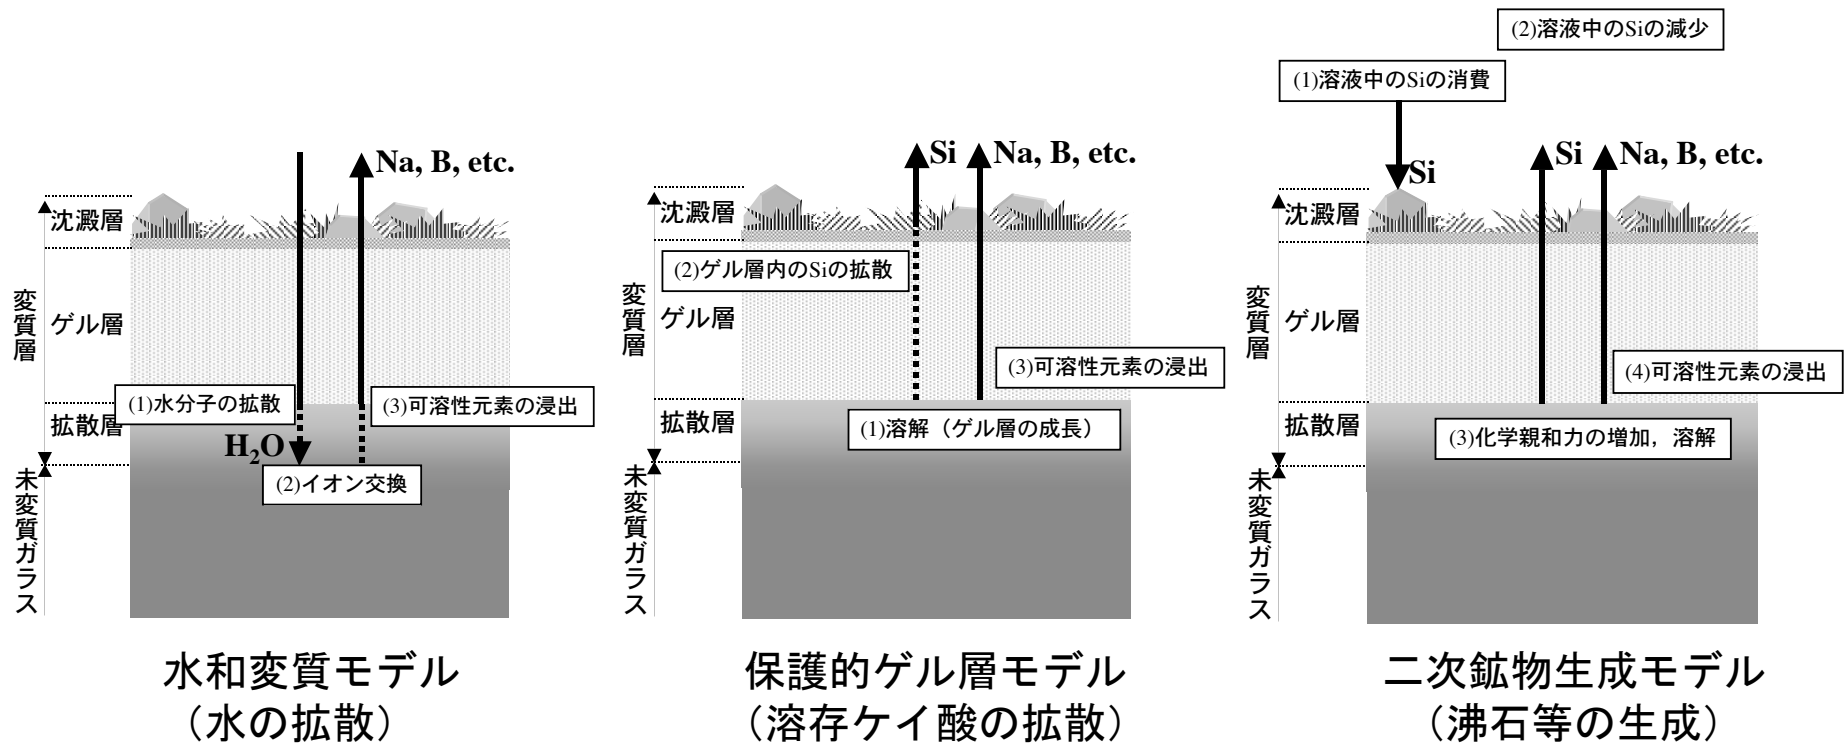 Na, B, etc.
沈澱層
変質層
ゲル層
(1)水分子の拡散
(3)可溶性元素の浸出
拡散層
H₂O
(2)イオン交換
未変質ガラス
水和変質モデル
（水の拡散）
Si
Na, B, etc.
沈澱層
(2)ゲル層内のSiの拡散
変質層
ゲル層
(3)可溶性元素の浸出
拡散層
(1)溶解（ゲル層の成長）
未変質ガラス
保護的ゲル層モデル
（溶存ケイ酸の拡散）
(2)溶液中のSiの減少
(1)溶液中のSiの消費
Si
Si
Na, B, etc.
沈澱層
変質層
ゲル層
(4)可溶性元素の浸出
拡散層
(3)化学親和力の増加，溶解
未変質ガラス
二次鉱物生成モデル
（沸石等の生成）